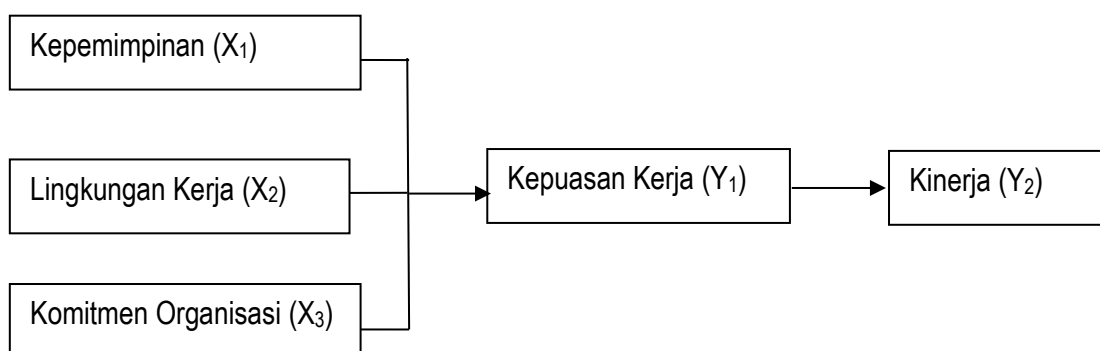 Kepemimpinan (X₁)
Lingkungan Kerja (X₂)
Komitmen Organisasi (X₃)
Kepuasan Kerja (Y₁)
Kinerja (Y₂)